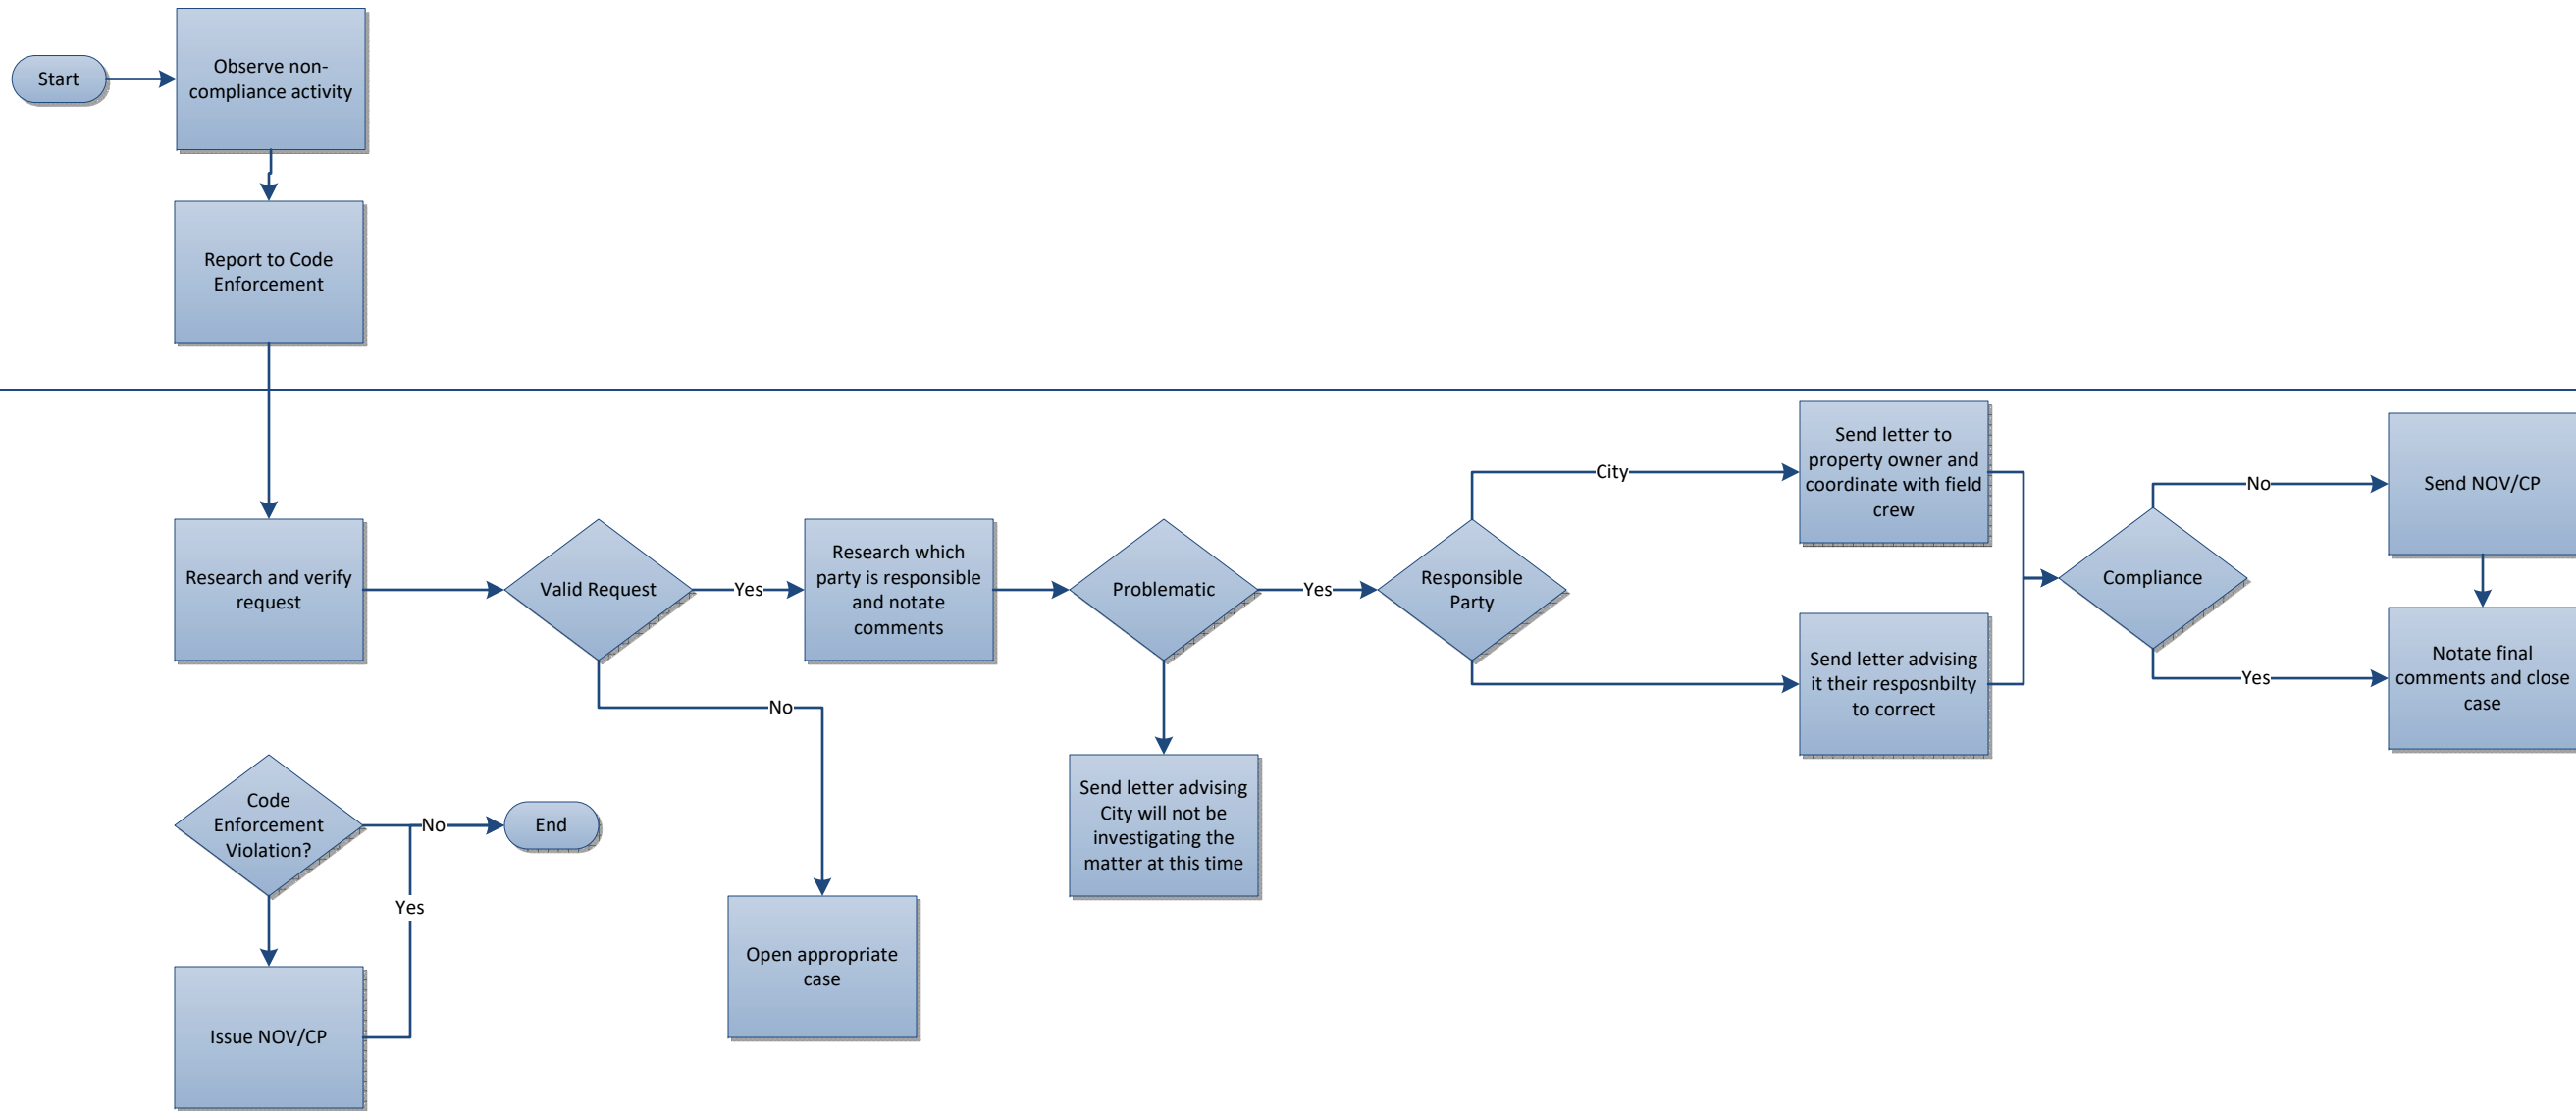 Start
Observe non-
compliance activity
Report to Code
Enforcement
Research and verify
request
Valid Request
Yes
Research which
party is responsible
and notate
comments
Problematic
Yes
Responsible
Party
City
Send letter to
property owner and
coordinate with field
crew
Send letter advising
it their resposnbilty
to correct
Compliance
No
Send NOV/CP
Yes
Notate final
comments and close
case
No
Open appropriate
case
Send letter advising
City will not be
investigating the
matter at this time
Code
Enforcement
Violation?
No
End
Yes
Issue NOV/CP